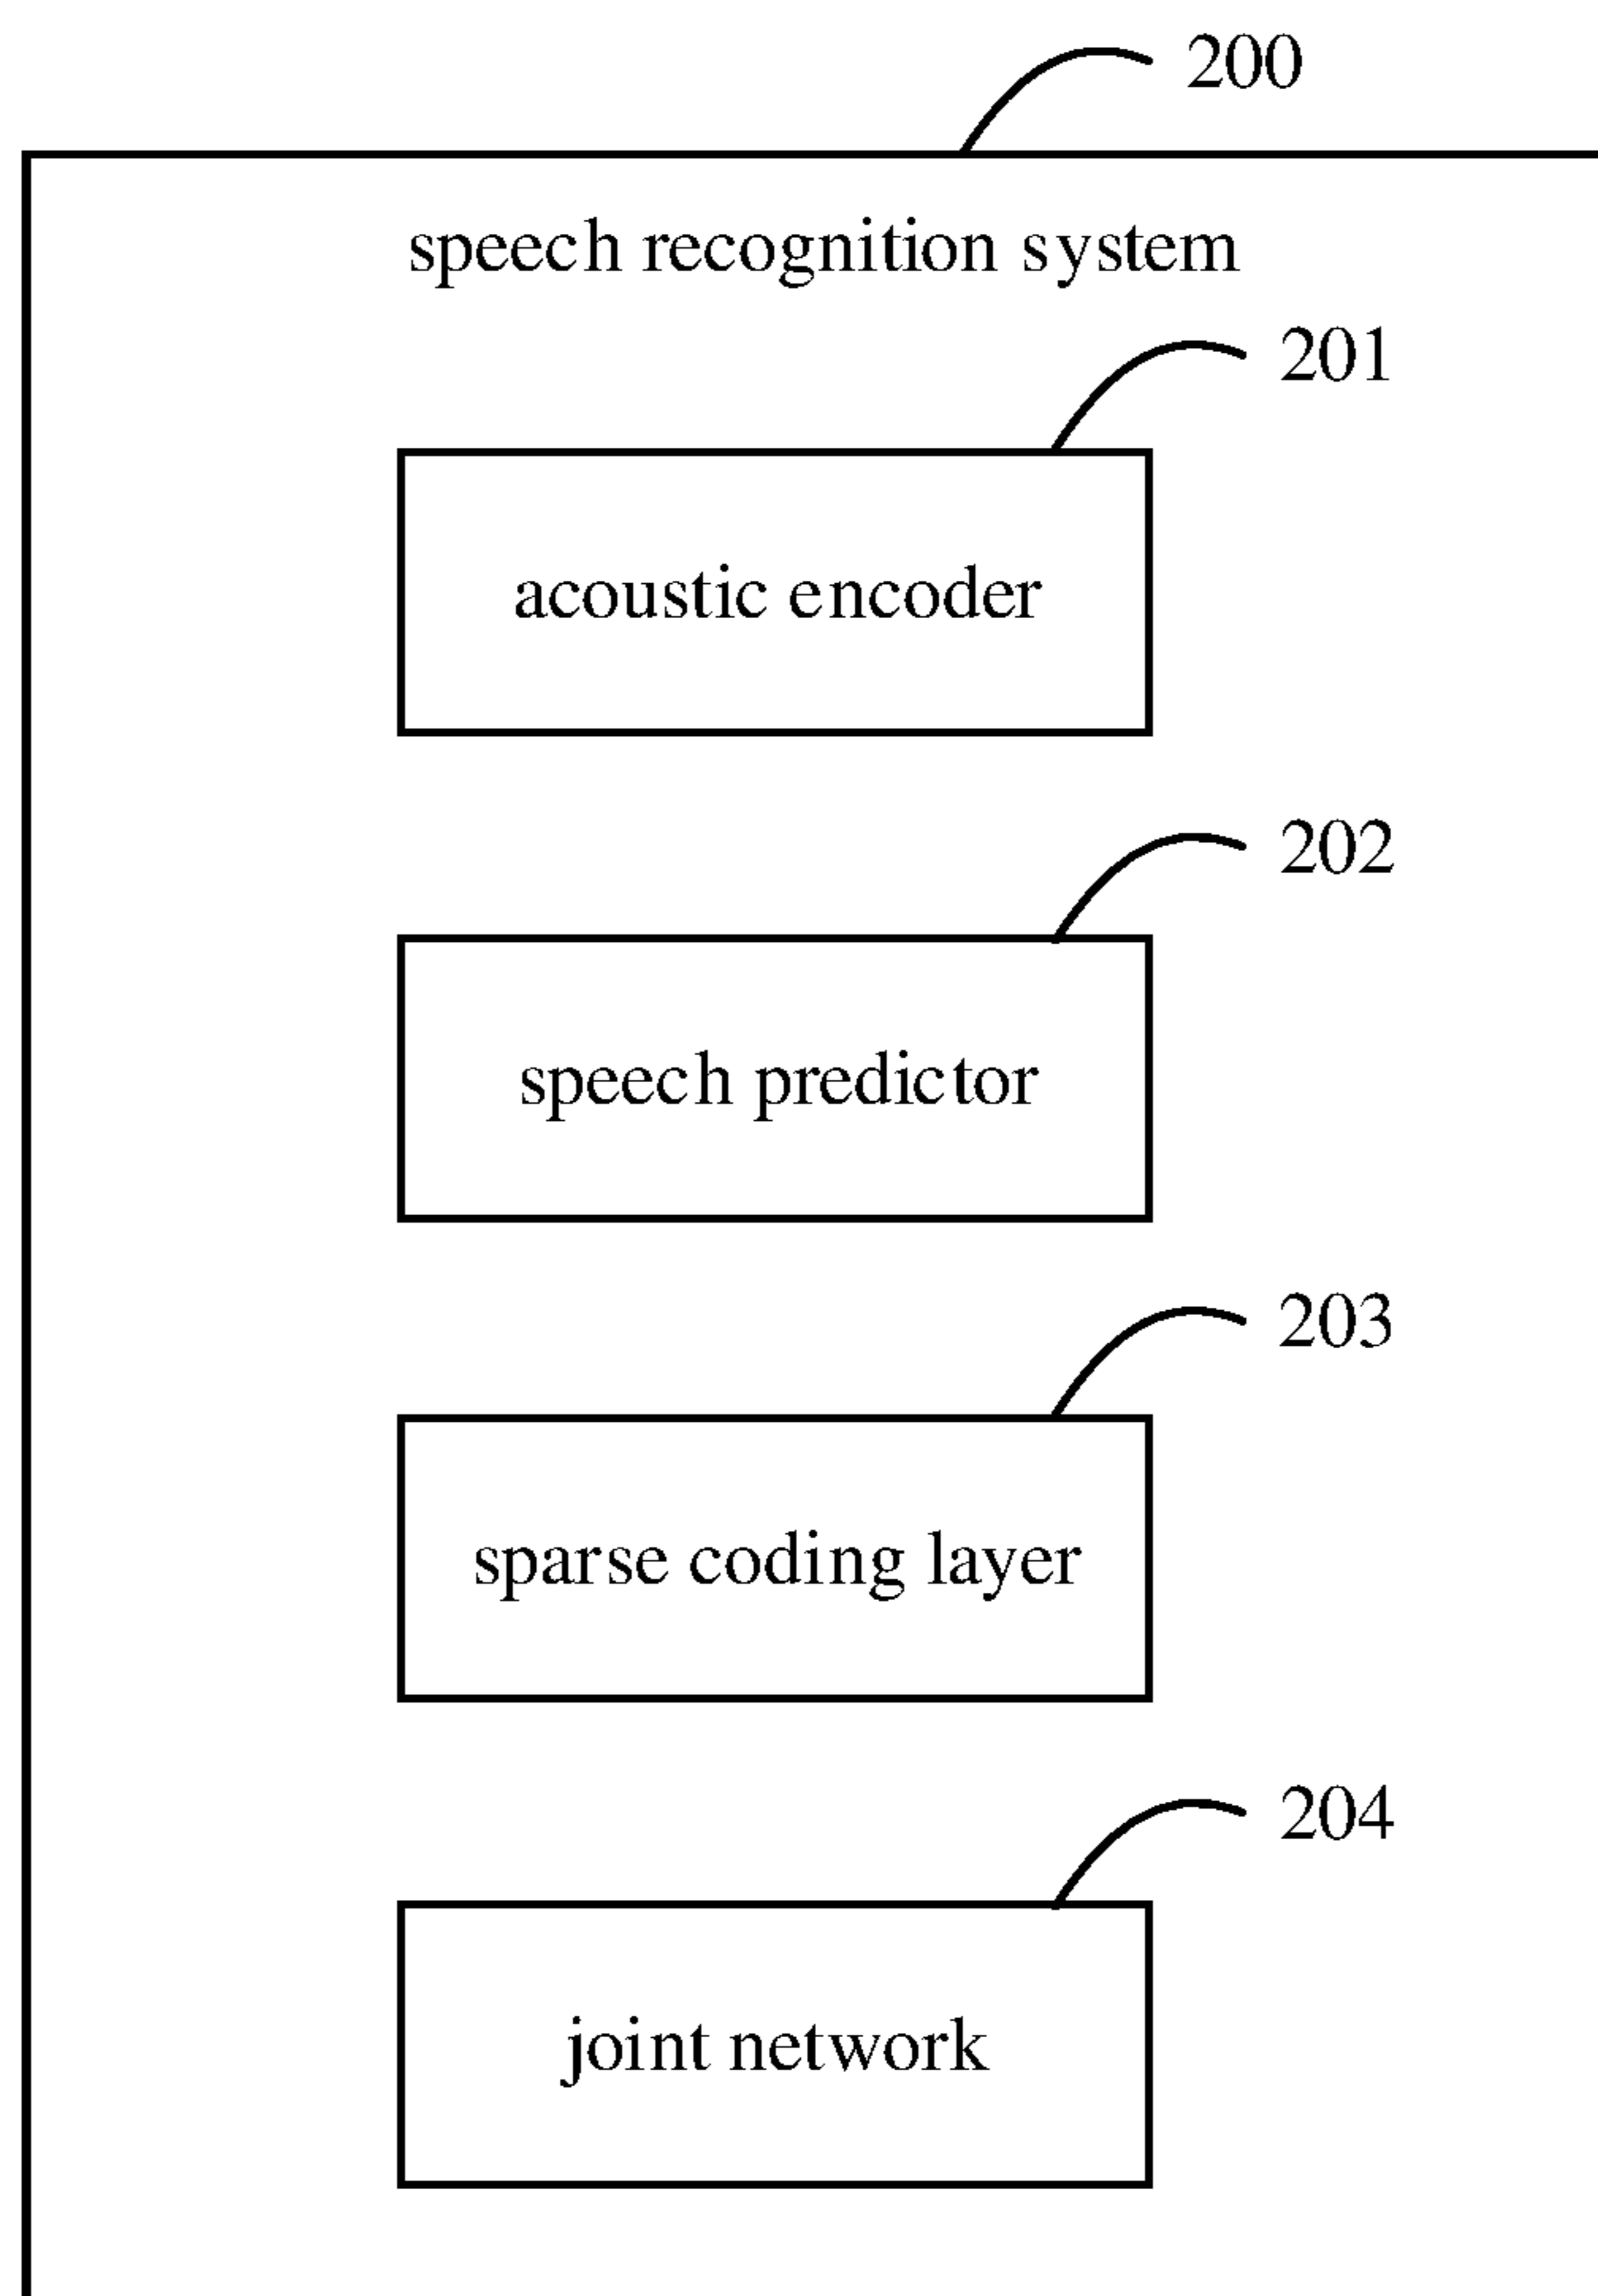 200
speech recognition system
201
acoustic encoder
202
speech predictor
203
sparse coding layer
204
joint network